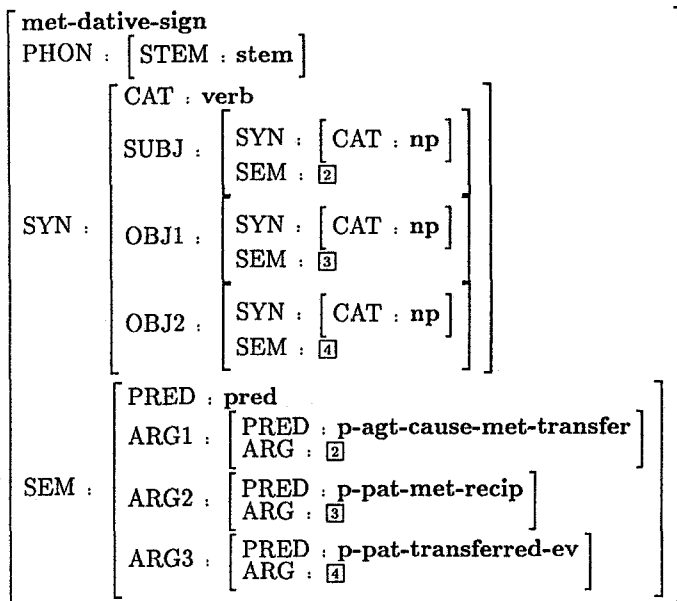 met-dative-sign
PHON : [ STEM : stem ]
CAT : verb
SUBJ : [ SYN : [ CAT : np ]
SEM : 2 ]
SYN : OBJ1 : [ SYN : [ CAT : np ]
SEM : 3 ]
OBJ2 : [ SYN : [ CAT : np ]
SEM : 4 ]
PRED : pred
ARG1 : [ PRED : p-agt-cause-met-transfer
ARG : 2 ]
SEM : ARG2 : [ PRED : p-pat-met-recip
ARG : 3 ]
ARG3 : [ PRED : p-pat-transferred-ev
ARG : 4 ]